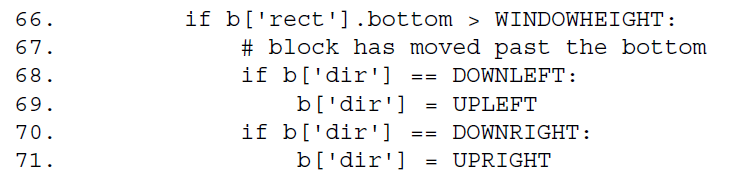 66.          if b['rect'].bottom > WINDOWHEIGHT:
67.              # block has moved past the bottom
68.              if b['dir'] == DOWNLEFT:
69.                  b['dir'] = UPLEFT
70.              if b['dir'] == DOWNRIGHT:
71.                  b['dir'] = UPRIGHT